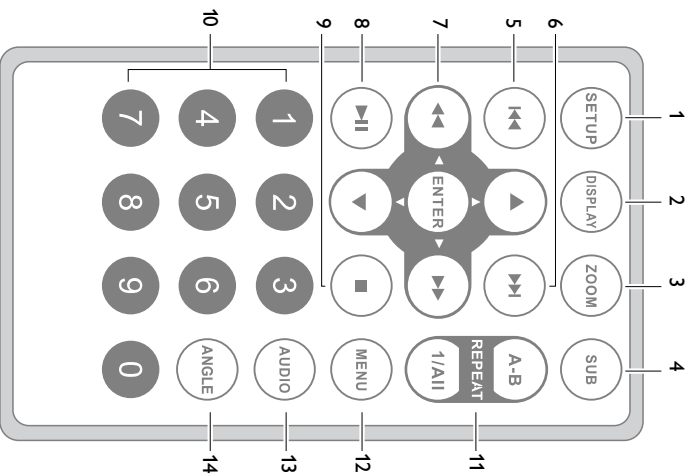 1 2 3 4
SETUP DISPLAY ZOOM SUB
6
5 A-B
REPEAT 11
7 ENTER 1/All
8 MENU 12
9
1 2 3 AUDIO 13
10 4 5 6 ANGLE 14
7 8 9 0